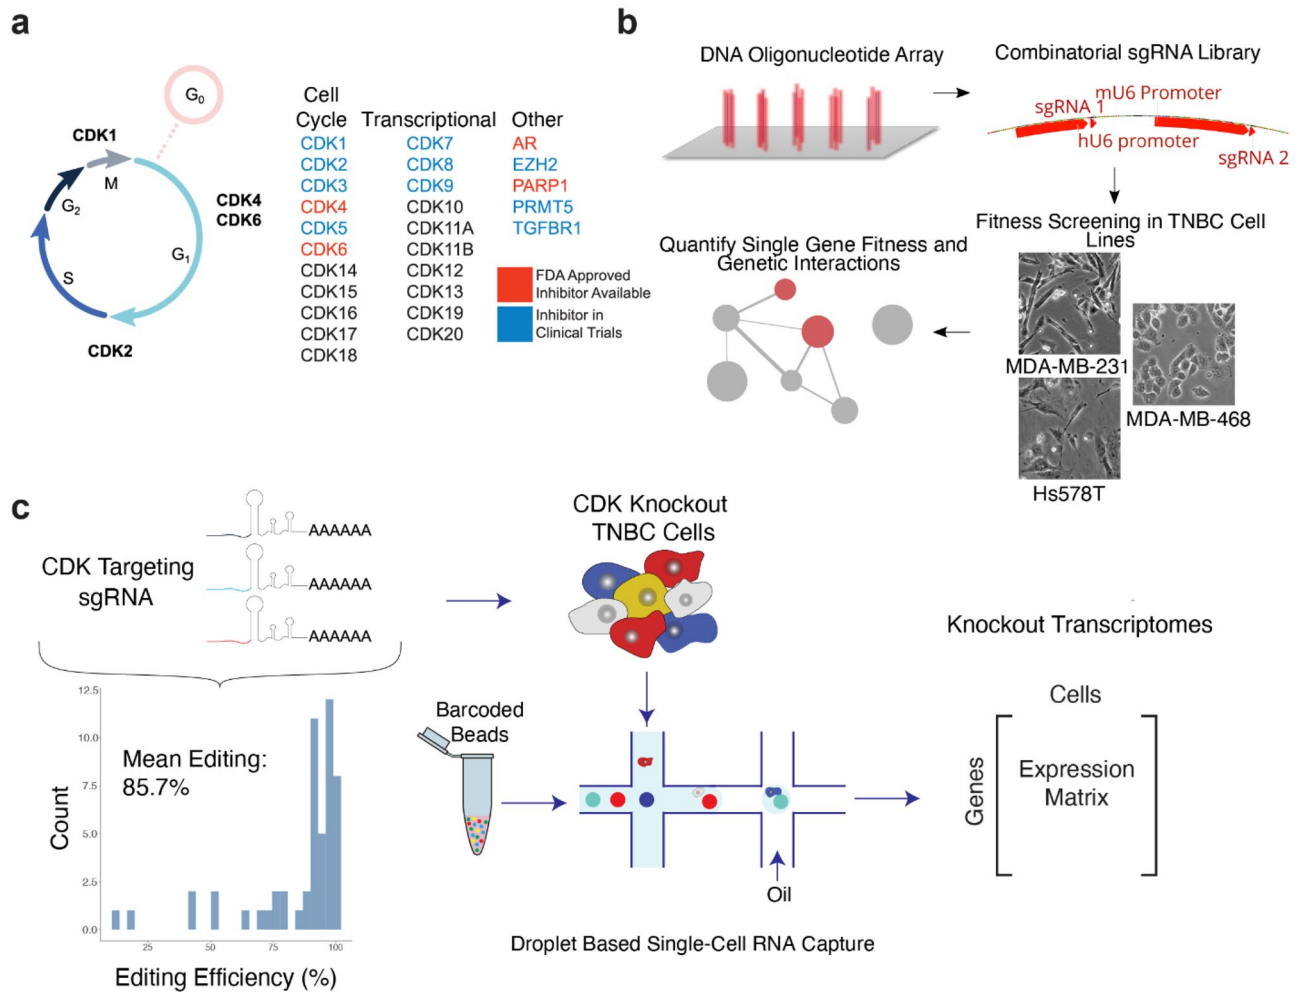 a
G0
CDK1
M
G2
CDK4
CDK6
G1
S
CDK2
Cell
Cycle
CDK1
CDK2
CDK3
CDK4
CDK5
CDK6
CDK14
CDK15
CDK16
CDK17
CDK18
Transcriptional
CDK7
CDK8
CDK9
CDK10
CDK11A
CDK11B
CDK12
CDK13
CDK19
CDK20
Other
AR
EZH2
PARP1
PRMT5
TGFBR1
FDA Approved
Inhibitor Available
Inhibitor in
Clinical Trials
b
DNA Oligonucleotide Array
Combinatorial sgRNA Library
mU6 Promoter
sgRNA 1
hU6 promoter
sgRNA 2
Fitness Screening in TNBC Cell
Lines
MDA-MB-231
MDA-MB-468
Hs578T
Quantify Single Gene Fitness and
Genetic Interactions
c
CDK Targeting
sgRNA
AAAAAA
AAAAAA
AAAAAA
CDK Knockout
TNBC Cells
12.5
10.0
7.5
5.0
2.5
0.0
Count
Mean Editing:
85.7%
25
50
75
100
Editing Efficiency (%)
Barcoded
Beads
Oil
Droplet Based Single-Cell RNA Capture
Knockout Transcriptomes
Cells
Genes
Expression
Matrix